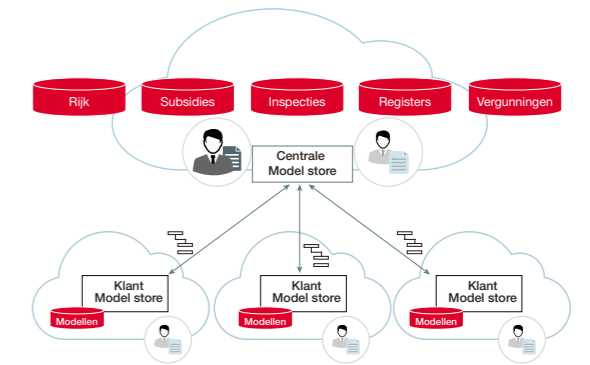 Rijk
Subsidies
Inspecties
Registers
Vergunningen
Centrale
Model store
Klant
Model store
Modellen
Klant
Model store
Modellen
Klant
Model store
Modellen